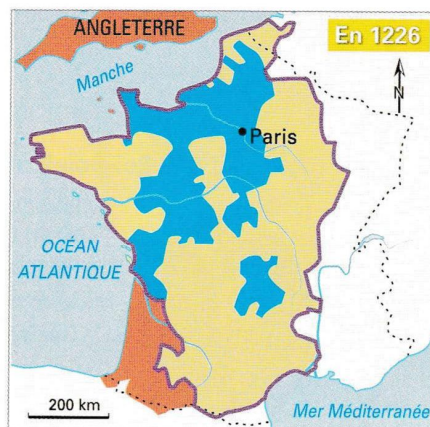 ANGLETERRE
En 1226
Manche
N
Paris
OCÉAN
ATLANTIQUE
200 km
Mer Méditerranée